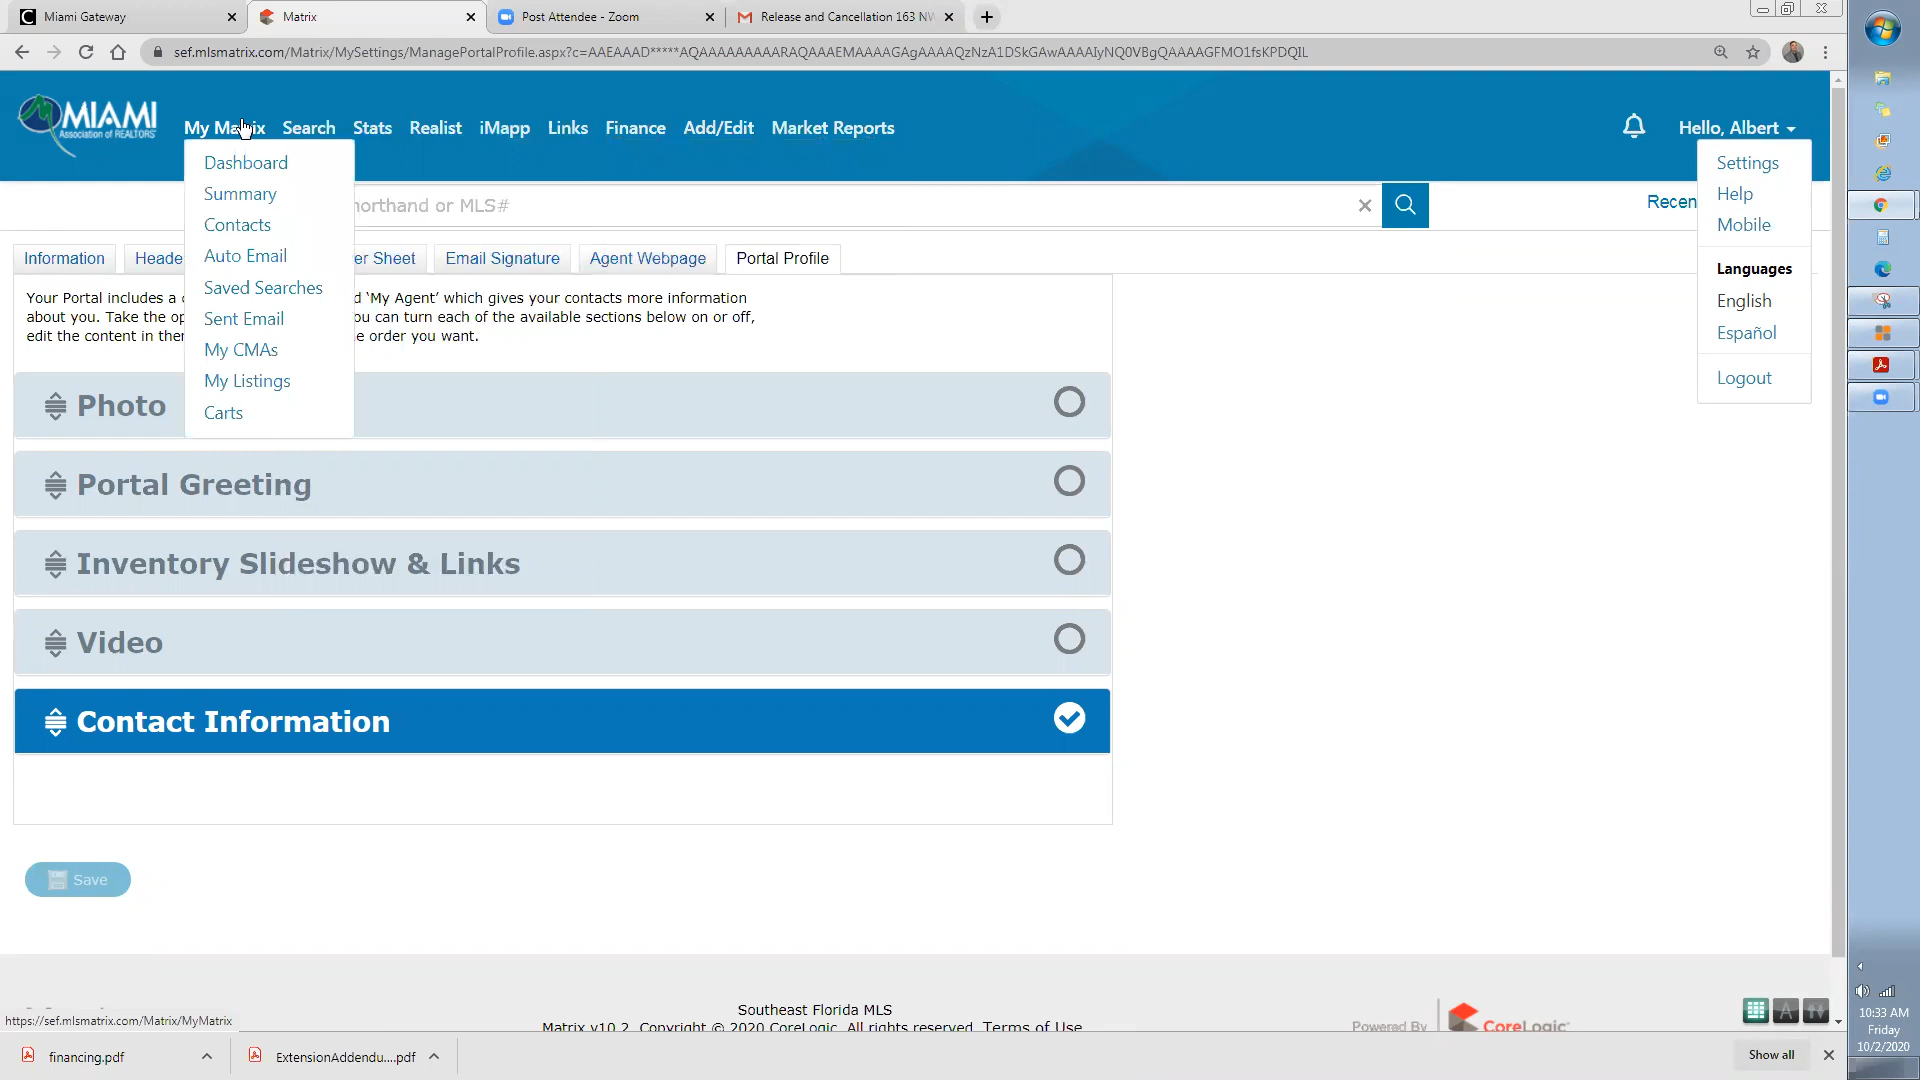 Miami Gateway
Matrix
Post Attendee - Zoom
Release and Cancellation 163 NW
sef.mlsmatrix.com/Matrix/MySettings/ManagePortalProfile.aspx?c=AAEAAAD*****AQAAAAAAAAARAQAAAEMAAAAGAgAAAAQzNzA1DSkGAwAAAAIyNQ0VBgQAAAAGFMO1fsKPDQIL
MIAMI
Association of REALTORS®
My Matrix
Search
Stats
Realist
iMapp
Links
Finance
Add/Edit
Market Reports
Hello, Albert
Dashboard
Summary
Contacts
Auto Email
Saved Searches
Sent Email
My CMAs
My Listings
Carts
Settings
Help
Mobile
Languages
English
Español
Logout
horthand or MLS#
Recen
Information
Heade
er Sheet
Email Signature
Agent Webpage
Portal Profile
Your Portal includes a d 'My Agent' which gives your contacts more information
about you. Take the op ou can turn each of the available sections below on or off,
edit the content in then e order you want.
Photo
Portal Greeting
Inventory Slideshow & Links
Video
Contact Information
Save
Southeast Florida MLS
Matrix v10.2 Copyright © 2020 CoreLogic. All rights reserved. Terms of Use
Powered By
CoreLogic
https://sef.mlsmatrix.com/Matrix/MyMatrix
financing.pdf
ExtensionAddendu....pdf
Show all
10:33 AM
Friday
10/2/2020